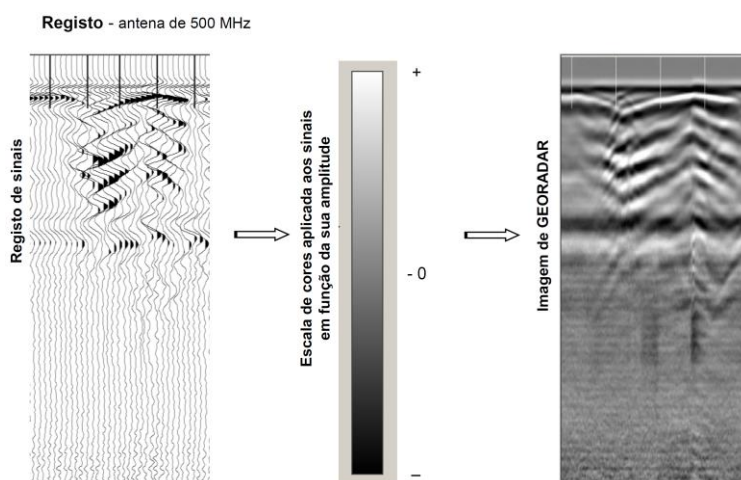 Registo - antena de 500 MHz
Registo de sinais
Escala de cores aplicada aos sinais
em função da sua amplitude
+
- 0
–
Imagem de GEORADAR